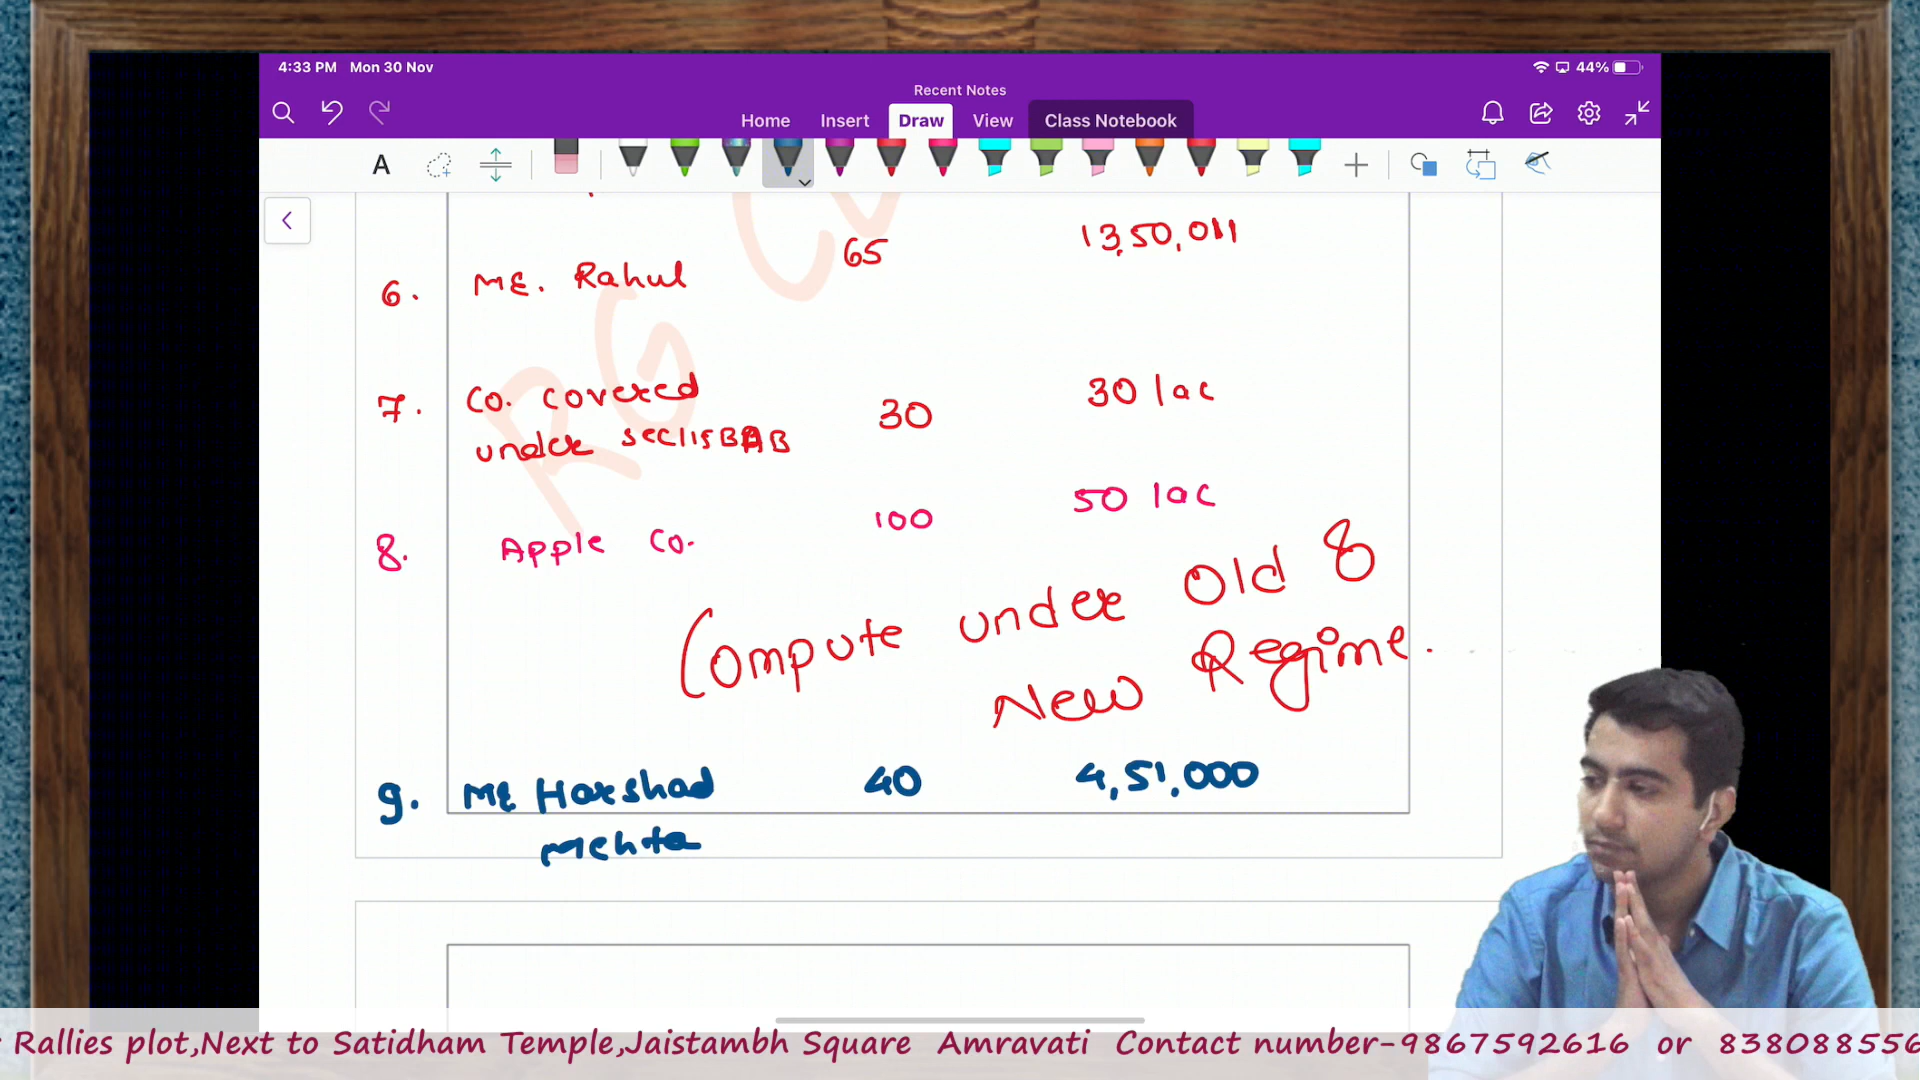 4:33 PM Mon 30 Nov
44%
Recent Notes
Home Insert Draw View Class Notebook
A
RG
65 13,50,011
6. Mr. Rahul
7. Co. covered 30 30 lac
under sec115BAB
8. Apple Co. 100 50 lac
Compute under Old &
New Regime.
9. Mr Harshad 40 4,51,000
Mehta
Rallies plot,Next to Satidham Temple,Jaistambh Square Amravati Contact number-9867592616 or 838088556